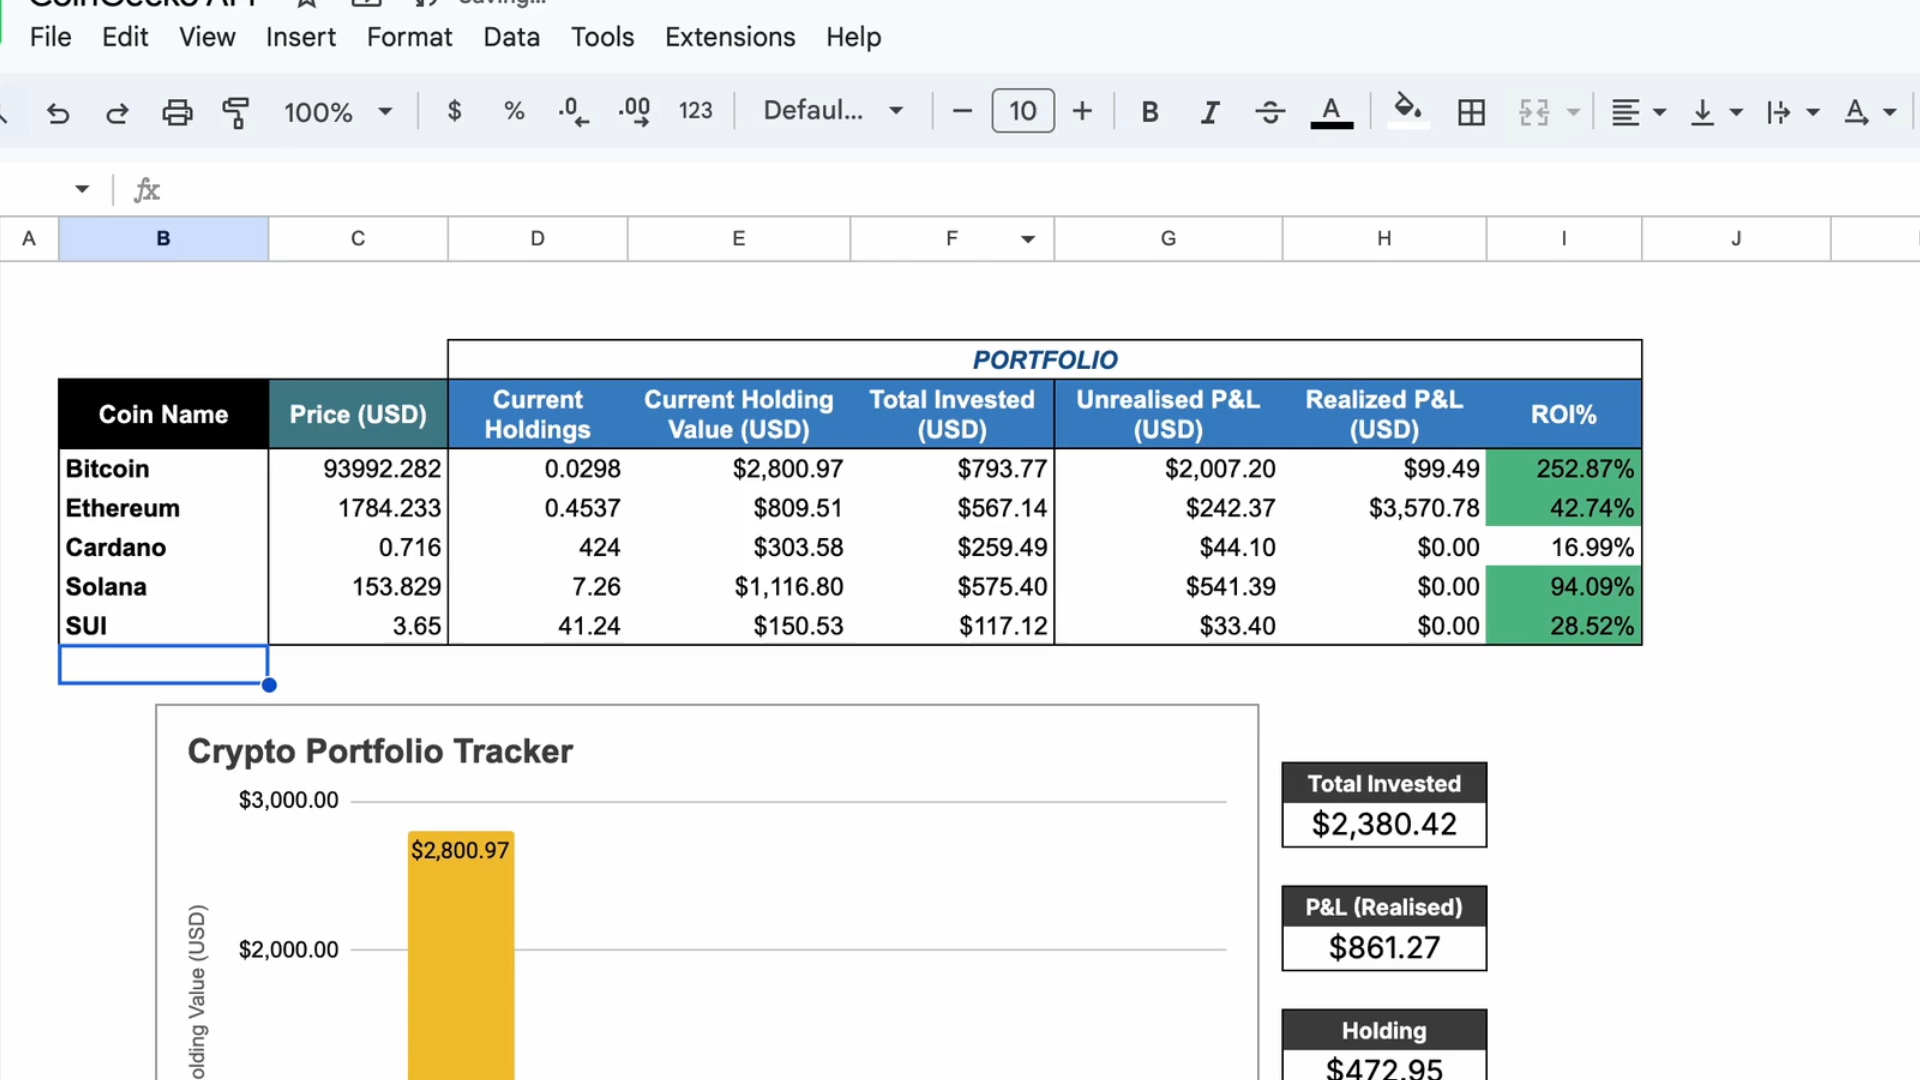 File Edit View Insert Format Data Tools Extensions Help
100% $ % .0 .00 123 Defaul... 10 B I A A
fx
A B C D E F G H I J
PORTFOLIO
Coin Name Price (USD) Current Holdings Current Holding Value (USD) Total Invested (USD) Unrealised P&L (USD) Realized P&L (USD) ROI%
Bitcoin 93992.282 0.0298 $2,800.97 $793.77 $2,007.20 $99.49 252.87%
Ethereum 1784.233 0.4537 $809.51 $567.14 $242.37 $3,570.78 42.74%
Cardano 0.716 424 $303.58 $259.49 $44.10 $0.00 16.99%
Solana 153.829 7.26 $1,116.80 $575.40 $541.39 $0.00 94.09%
SUI 3.65 41.24 $150.53 $117.12 $33.40 $0.00 28.52%
Crypto Portfolio Tracker
$3,000.00
$2,800.97
$2,000.00
Value (USD)
Total Invested
$2,380.42
P&L (Realised)
$861.27
Holding
$472.95